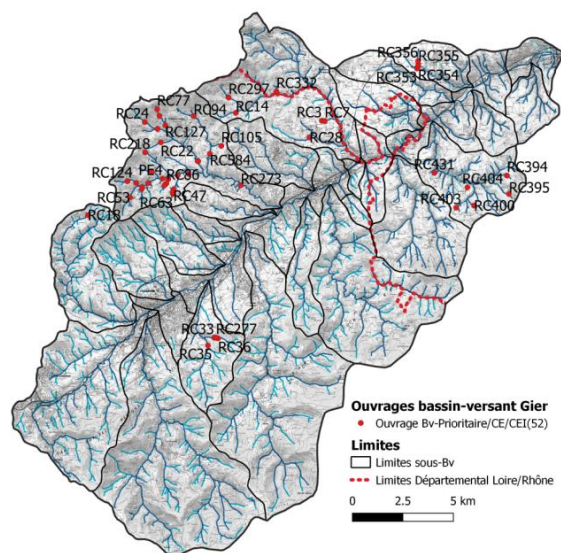 RC356 RC355
RC353 RC354
RC297 RC332
RC77
RC24 RO94 RC14
RC3 RC7
RC127 RC28
RC218 RC105
RC22 RC584
PE4 RC431 RC394
RC124 RC86 RC273 RC404
RC53 RC47 RC395
RC63 RC403 RC400
RC18
RC33 RC277
RC35 RC36
Ouvrages bassin-versant Gier
Ouvrage Bv-Prioritaire/CE/CEI(52)
Limites
Limites sous-Bv
Limites Départemental Loire/Rhône
0 2.5 5 km